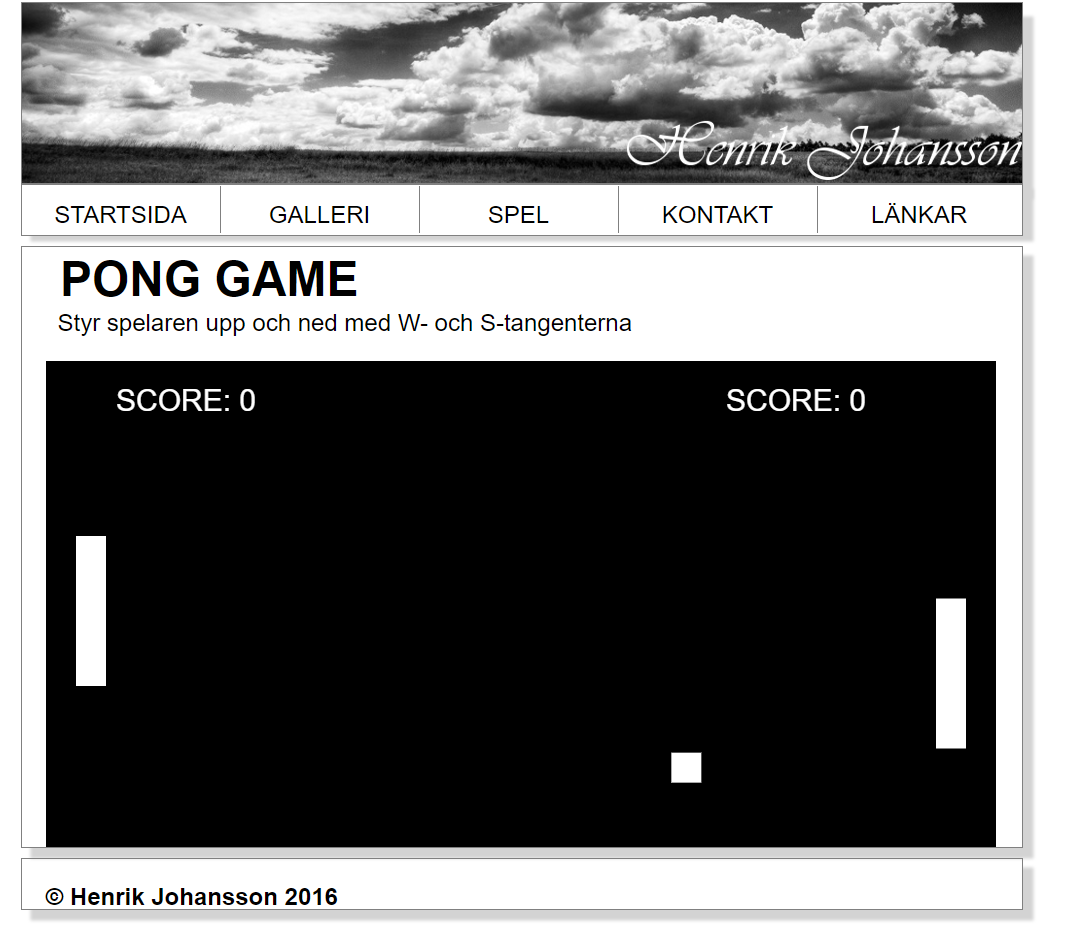 Henrik Johansson
STARTSIDA GALLERI SPEL KONTAKT LÄNKAR
PONG GAME
Styr spelaren upp och ned med W- och S-tangenterna
SCORE: 0 SCORE: 0
© Henrik Johansson 2016